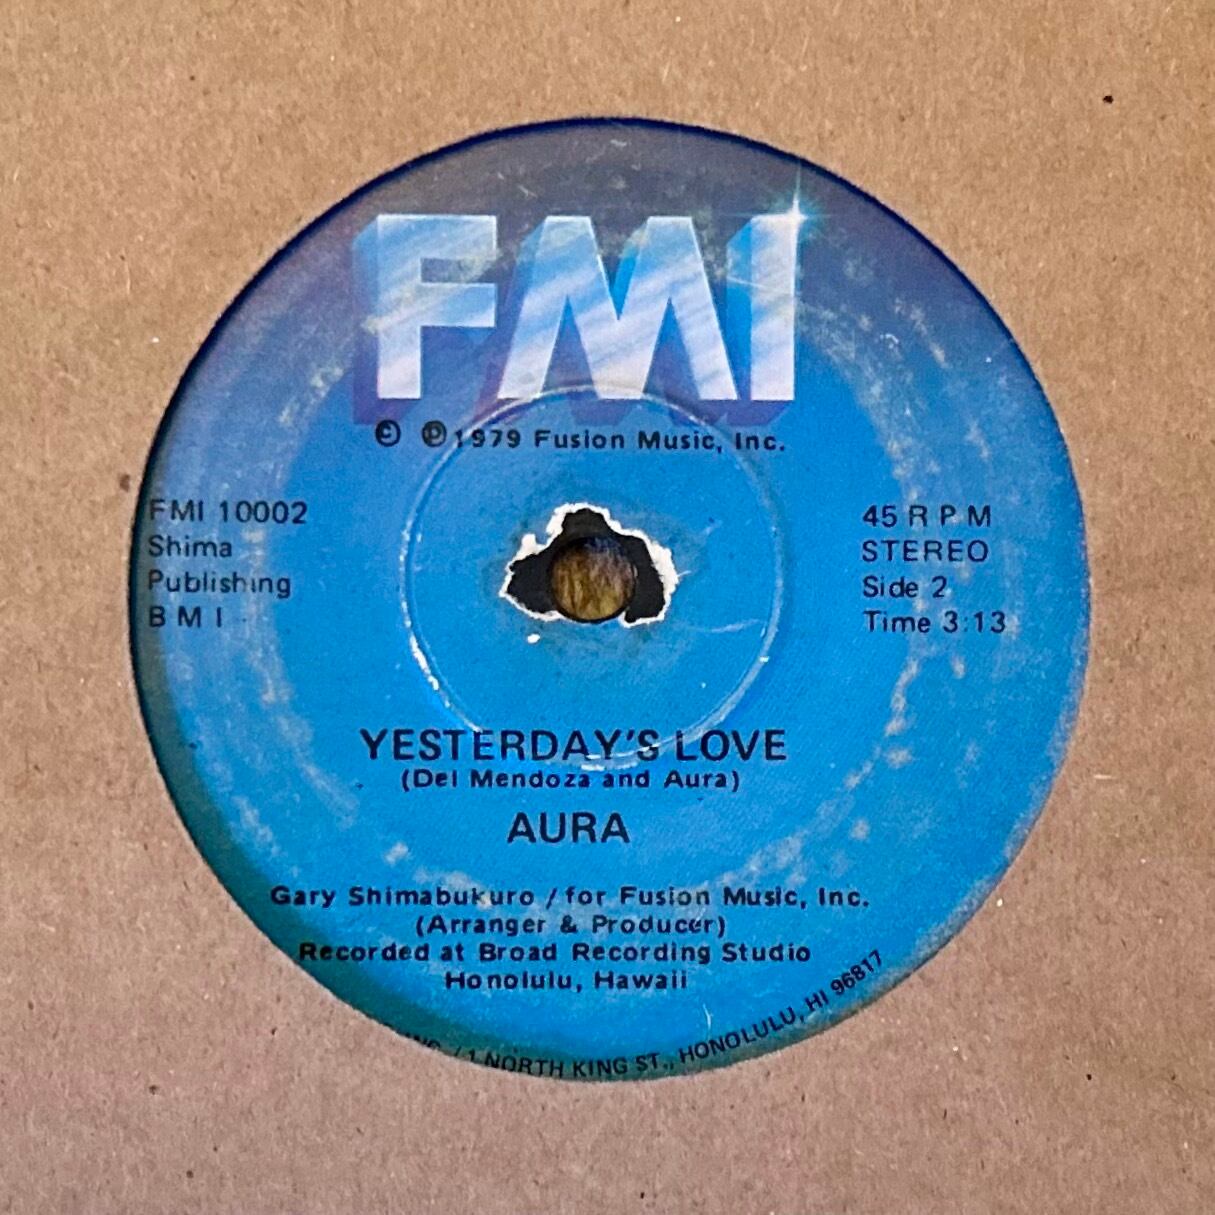 FMI
© ℗ 1979 Fusion Music, Inc.
FMI 10002
Shima
Publishing
B M I
45 R P M
STEREO
Side 2
Time 3:13
YESTERDAY'S LOVE
(Del Mendoza and Aura)
AURA
Gary Shimabukuro / for Fusion Music, Inc.
(Arranger & Producer)
Recorded at Broad Recording Studio
Honolulu, Hawaii
/ 1 NORTH KING ST., HONOLULU, HI 96817